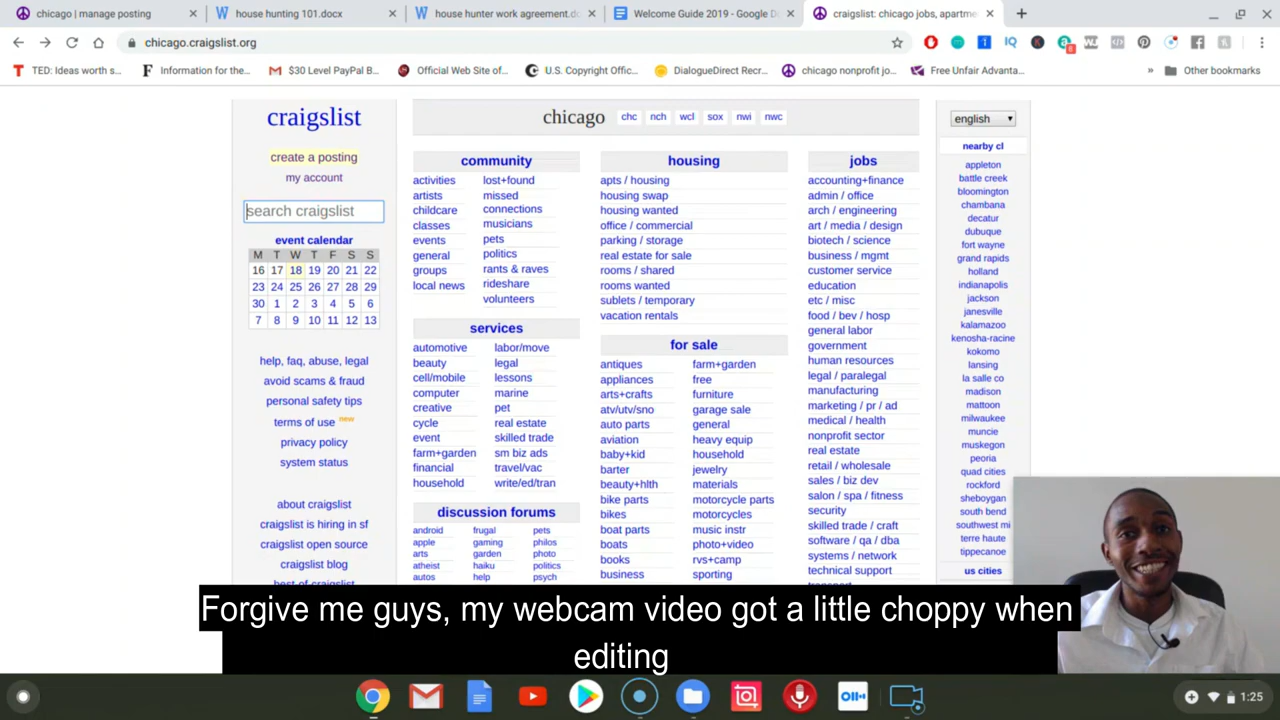 chicago | manage posting
house hunting 101.docx
house hunter work agreement.do
Welcome Guide 2019 - Google D
craigslist: chicago jobs, apartme
chicago.craigslist.org
TED: Ideas worth s...
Information for the...
$30 Level PayPal B...
Official Web Site of...
U.S. Copyright Offic...
DialogueDirect Recr...
chicago nonprofit jo...
Free Unfair Advanta...
Other bookmarks
craigslist
create a posting
my account
search craigslist
event calendar
M T W T F S S
16 17 18 19 20 21 22
23 24 25 26 27 28 29
30 1 2 3 4 5 6
7 8 9 10 11 12 13
help, faq, abuse, legal
avoid scams & fraud
personal safety tips
terms of use new
privacy policy
system status
about craigslist
craigslist is hiring in sf
craigslist open source
craigslist blog
best-of-craigslist
chicago chc nch wcl sox nwi nwc
community
activities
artists
childcare
classes
events
general
groups
local news
lost+found
missed
connections
musicians
pets
politics
rants & raves
rideshare
volunteers
services
automotive
beauty
cell/mobile
computer
creative
cycle
event
farm+garden
financial
household
labor/move
legal
lessons
marine
pet
real estate
skilled trade
sm biz ads
travel/vac
write/ed/tran
discussion forums
android
apple
arts
atheist
autos
frugal
gaming
garden
haiku
help
pets
philos
photo
politics
psych
housing
apts / housing
housing swap
housing wanted
office / commercial
parking / storage
real estate for sale
rooms / shared
rooms wanted
sublets / temporary
vacation rentals
for sale
antiques
appliances
arts+crafts
atv/utv/sno
auto parts
aviation
baby+kid
barter
beauty+hlth
bike parts
bikes
boat parts
boats
books
business
farm+garden
free
furniture
garage sale
general
heavy equip
household
jewelry
materials
motorcycle parts
motorcycles
music instr
photo+video
rvs+camp
sporting
jobs
accounting+finance
admin / office
arch / engineering
art / media / design
biotech / science
business / mgmt
customer service
education
etc / misc
food / bev / hosp
general labor
government
human resources
legal / paralegal
manufacturing
marketing / pr / ad
medical / health
nonprofit sector
real estate
retail / wholesale
sales / biz dev
salon / spa / fitness
security
skilled trade / craft
software / qa / dba
systems / network
technical support
transport
english
nearby cl
appleton
battle creek
bloomington
chambana
decatur
dubuque
fort wayne
grand rapids
holland
indianapolis
jackson
janesville
kalamazoo
kenosha-racine
kokomo
lansing
la salle co
madison
mattoon
milwaukee
muncie
muskegon
peoria
quad cities
rockford
sheboygan
south bend
southwest mi
terre haute
tippecanoe
us cities
Forgive me guys, my webcam video got a little choppy when
editing
1:25